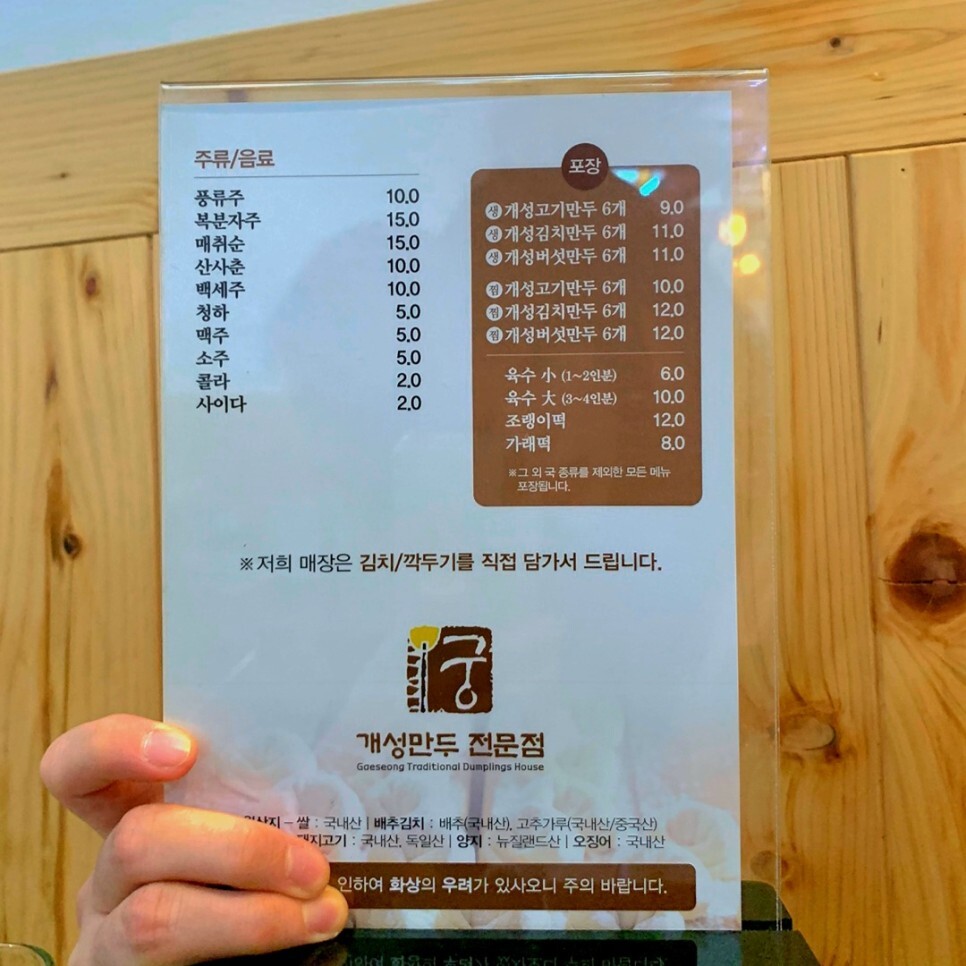 주류/음료
풍류주 10.0
복분자주 15.0
매취순 15.0
산사춘 10.0
백세주 10.0
청하 5.0
맥주 5.0
소주 5.0
콜라 2.0
사이다 2.0
포장
생 개성고기만두 6개 9.0
생 개성김치만두 6개 11.0
생 개성버섯만두 6개 11.0
찜 개성고기만두 6개 10.0
찜 개성김치만두 6개 12.0
찜 개성버섯만두 6개 12.0
육수 小 (1~2인분) 6.0
육수 大 (3~4인분) 10.0
조랭이떡 12.0
가래떡 8.0
※그 외 국 종류를 제외한 모든 메뉴
포장됩니다.
※저희 매장은 김치/깍두기를 직접 담가서 드립니다.
궁
개성만두 전문점
Gaeseong Traditional Dumplings House
– 쌀 : 국내산 | 배추김치 : 배추(국내산), 고추가루(국내산/중국산)
돼지고기 : 국내산, 독일산 | 양지 : 뉴질랜드산 | 오징어 : 국내산
인하여 화상의 우려가 있사오니 주의 바랍니다.